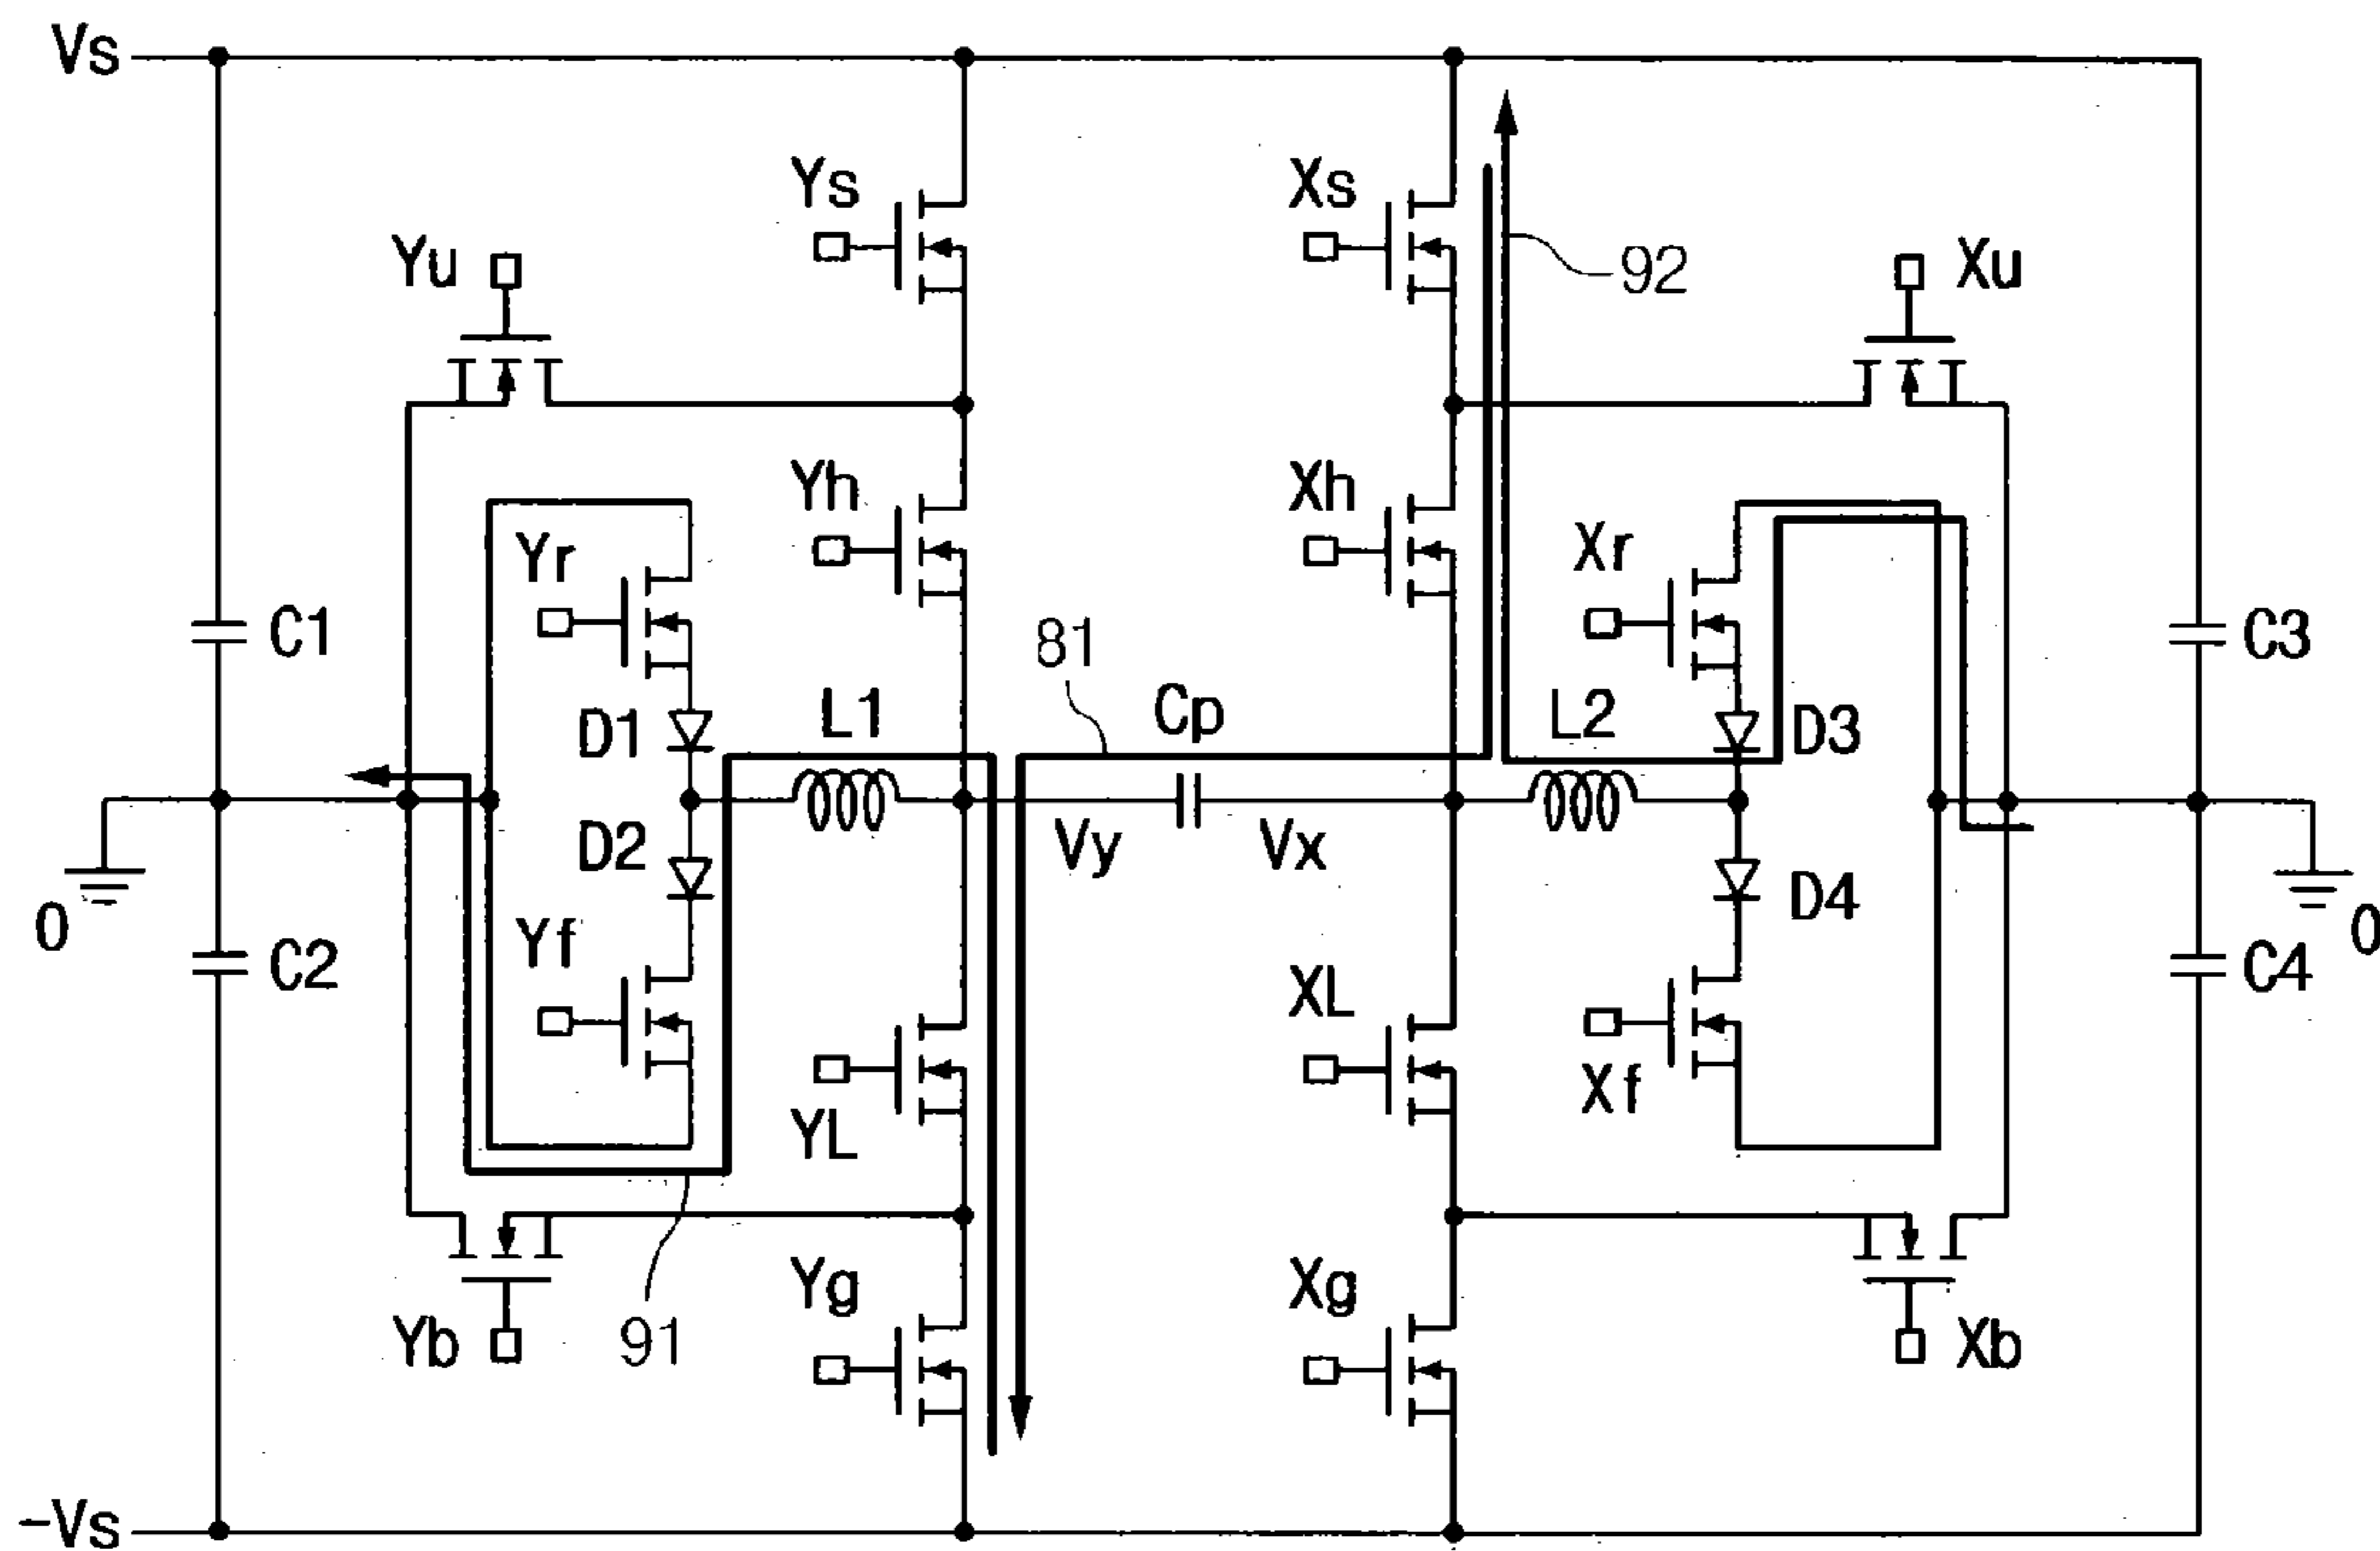 Vs
Ys
Xs
Yu
92
Xu
Yh
Xh
Yr
Xr
C1
81
C3
D1
L1
Cp
L2
D3
D2
Vy
Vx
0
D4
0
C2
Yf
XL
C4
YL
Xf
Yg
Xg
Yb
91
Xb
-Vs